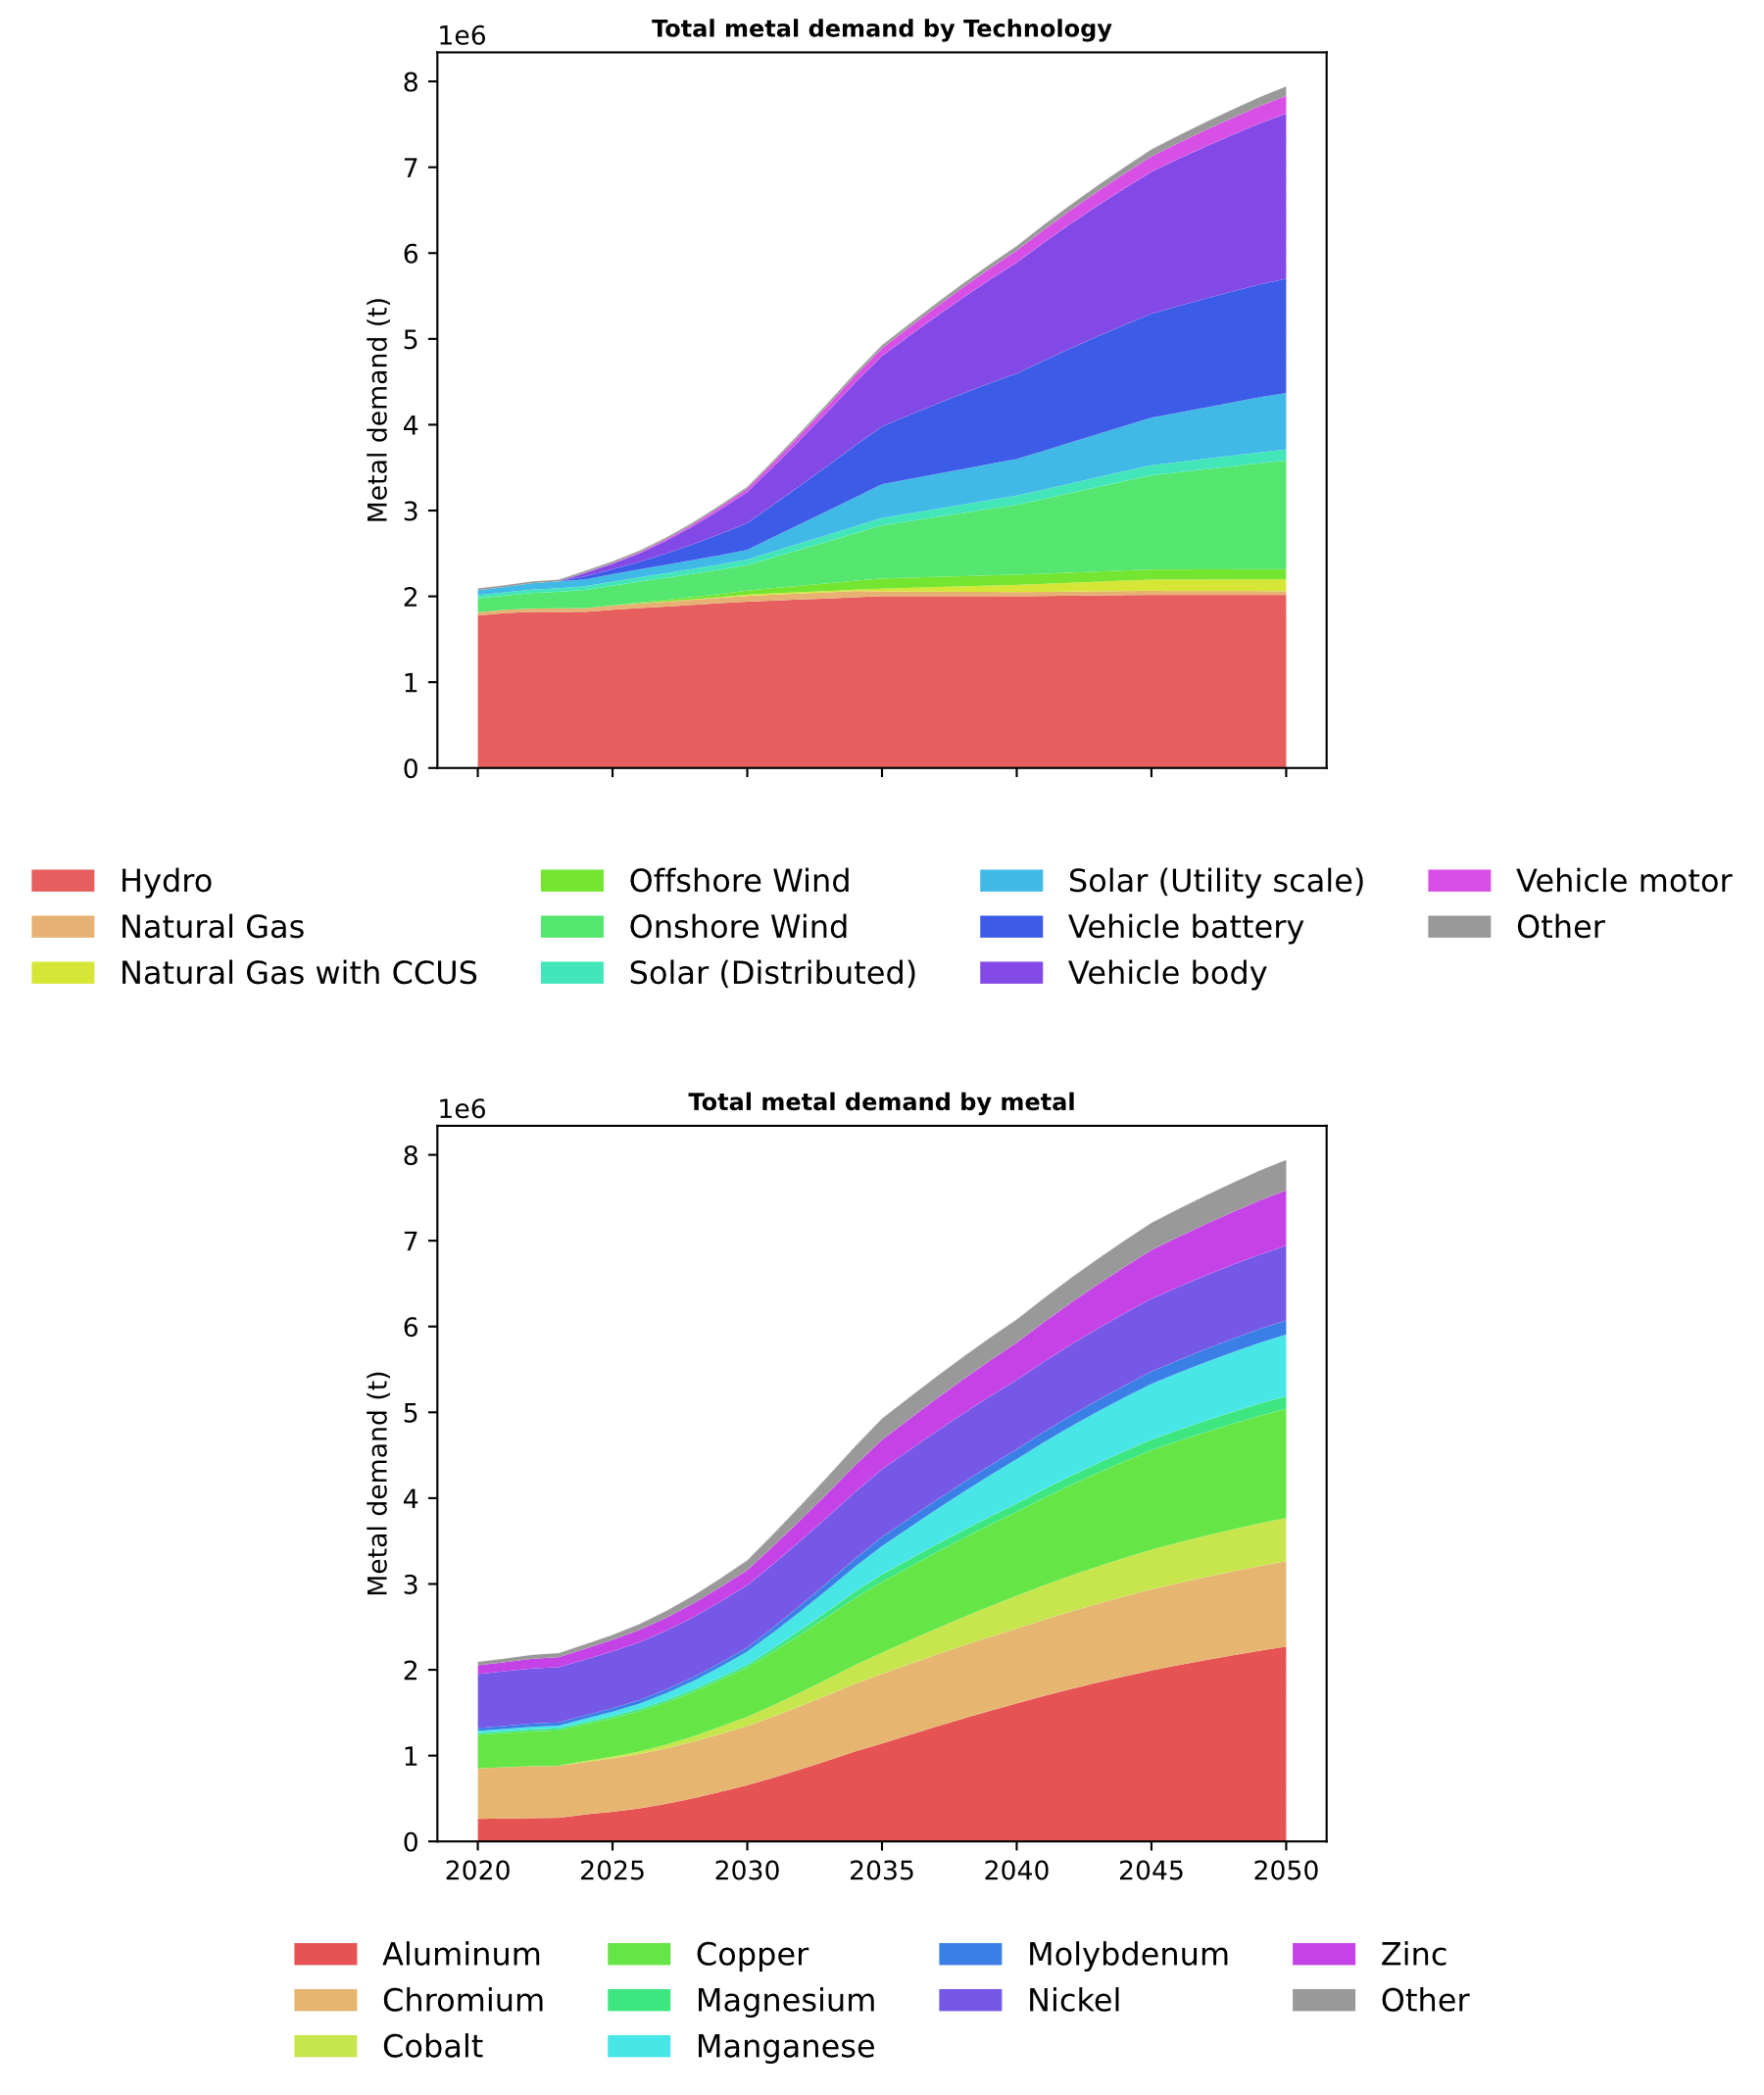 Total metal demand by Technology
1e6
8
7
6
5
4
3
2
1
0
Metal demand (t)
Hydro
Natural Gas
Natural Gas with CCUS
Offshore Wind
Onshore Wind
Solar (Distributed)
Solar (Utility scale)
Vehicle battery
Vehicle body
Vehicle motor
Other
Total metal demand by metal
1e6
8
7
6
5
4
3
2
1
0
Metal demand (t)
2020 2025 2030 2035 2040 2045 2050
Aluminum
Chromium
Cobalt
Copper
Magnesium
Manganese
Molybdenum
Nickel
Zinc
Other